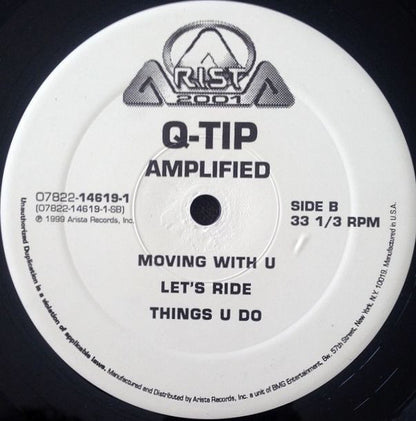 ARISTA
2001
Q-TIP
AMPLIFIED
07822-14619-1
(07822-14619-1-S8)
℗ 1999 Arista Records, Inc.
SIDE B
33 1/3 RPM
MOVING WITH U
LET'S RIDE
THINGS U DO
Unauthorized Duplication is a violation of applicable laws. Manufactured and Distributed by Arista Records, Inc. a unit of BMG Entertainment, 6w. 57th Street, New York, N.Y. 10019. Manufactured in U.S.A.